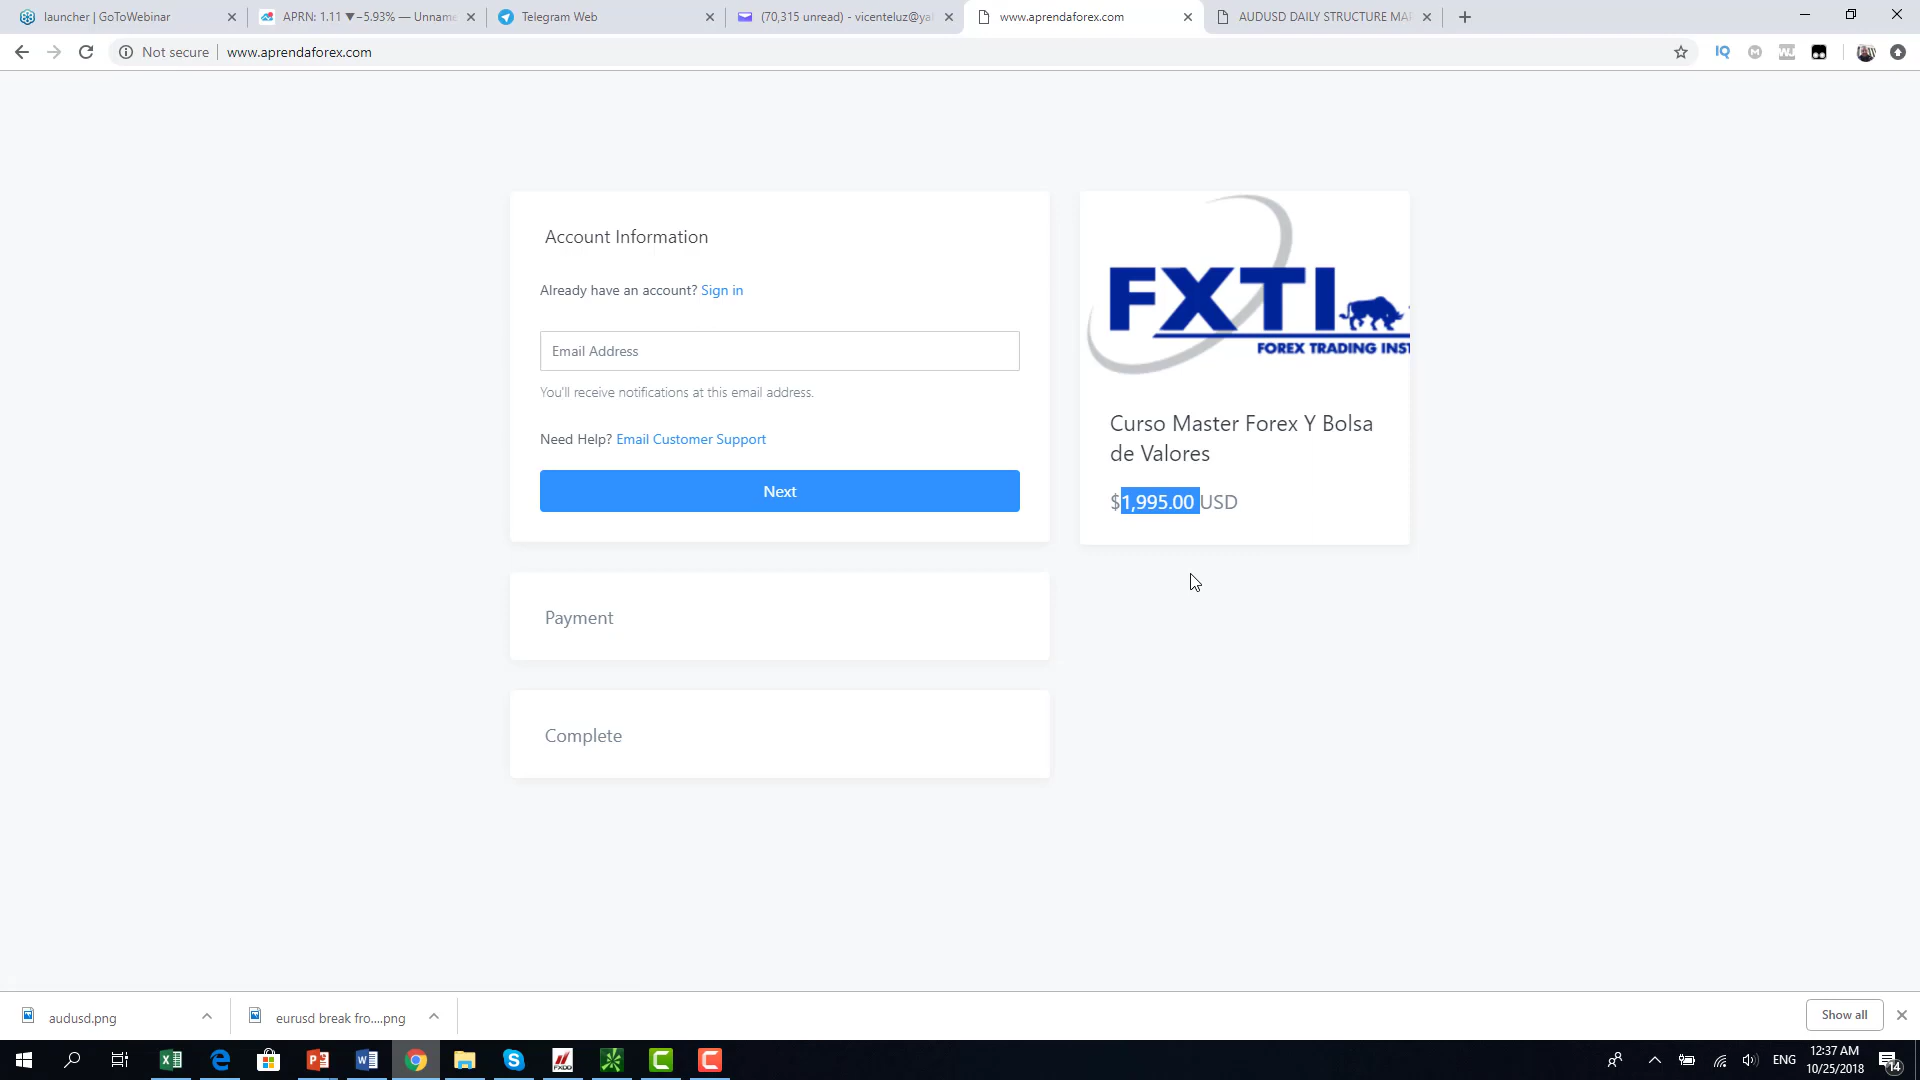 launcher | GoToWebinar
APRN: 1.11 ▼−5.93% — Unname
Telegram Web
(70,315 unread) - vicenteluz@ya
www.aprendaforex.com
AUDUSD DAILY STRUCTURE MA
Not secure
www.aprendaforex.com
IQ
Account Information
Already have an account? Sign in
Email Address
You'll receive notifications at this email address.
Need Help? Email Customer Support
Next
Payment
Complete
FXTI
FOREX TRADING INST
Curso Master Forex Y Bolsa
de Valores
$1,995.00 USD
audusd.png
eurusd break fro....png
Show all
FXDD
ENG
12:37 AM
10/25/2018
14